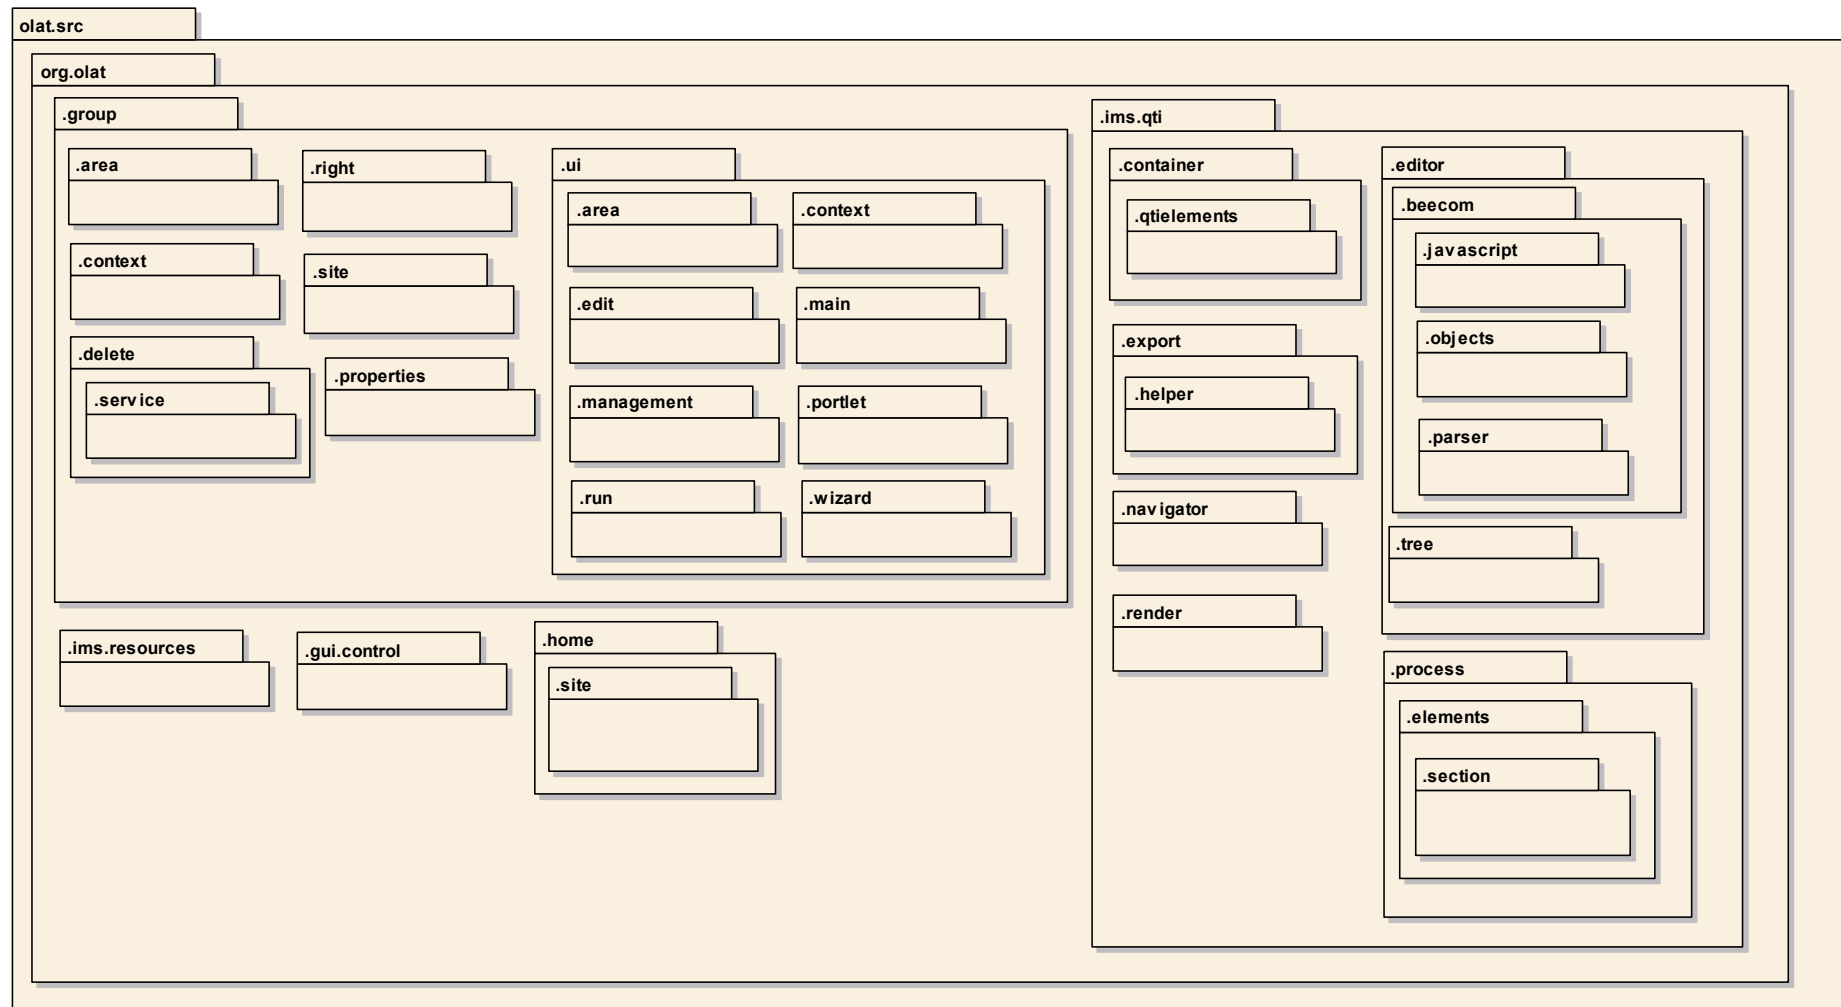 olat.src
org.olat
.group
.area
.right
.context
.site
.delete
.service
.properties
.ui
.area
.context
.edit
.main
.management
.portlet
.run
.wizard
.ims.resources
.gui.control
.home
.site
.ims.qti
.container
.qtielements
.export
.helper
.navigator
.render
.editor
.beecom
.javascript
.objects
.parser
.tree
.process
.elements
.section